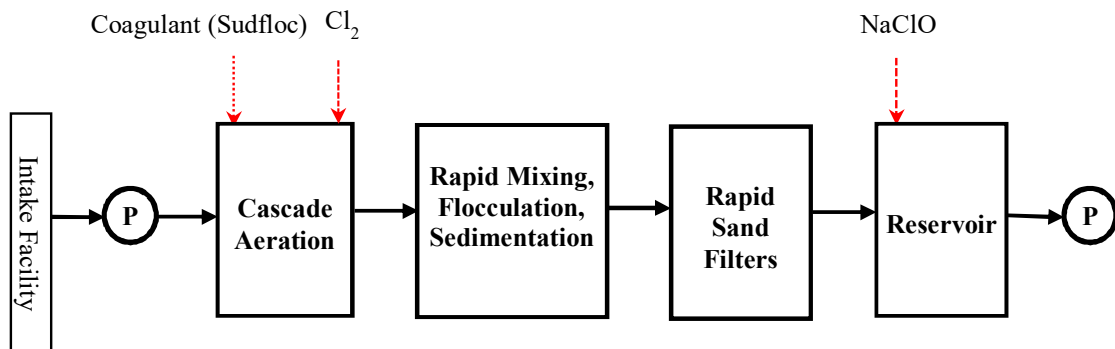 Coagulant (Sudfloc)
Cl2
NaClO
Intake Facility
P
Cascade
Aeration
Rapid Mixing,
Flocculation,
Sedimentation
Rapid
Sand
Filters
Reservoir
P